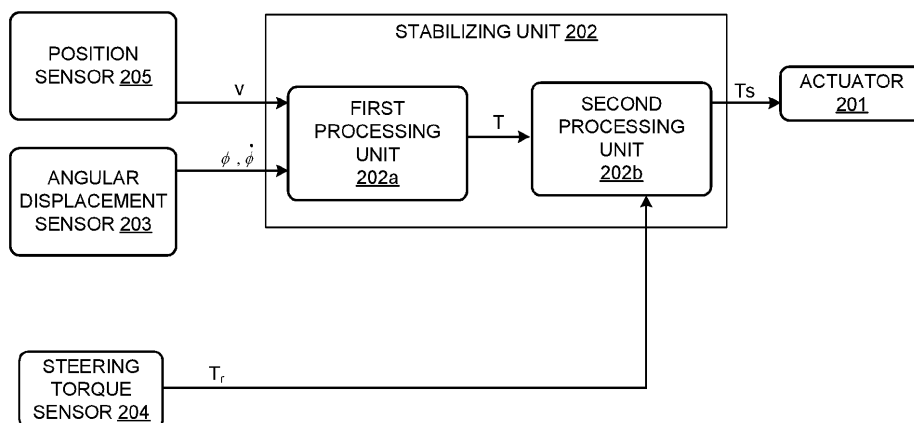 STABILIZING UNIT 202
POSITION
SENSOR 205
v
FIRST
PROCESSING
UNIT
202a
T
SECOND
PROCESSING
UNIT
202b
Ts
ACTUATOR
201
ANGULAR
DISPLACEMENT
SENSOR 203
ϕ , ϕ̇
STEERING
TORQUE
SENSOR 204
Tr